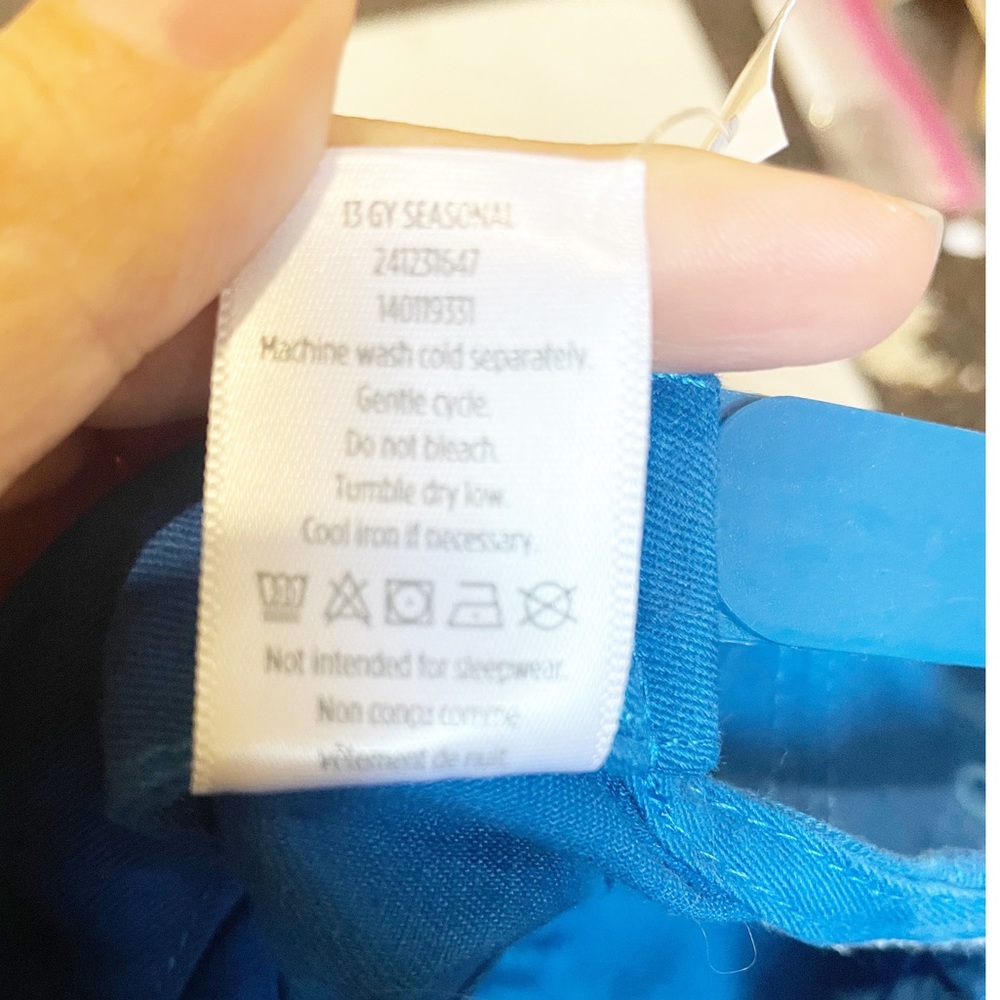 13 GY SEASONAL
241231647
140119331
Machine wash cold separately.
Gentle cycle.
Do not bleach.
Tumble dry low.
Cool iron if necessary.
Not intended for sleepwear.
Non conçu comme
vêtement de nuit.